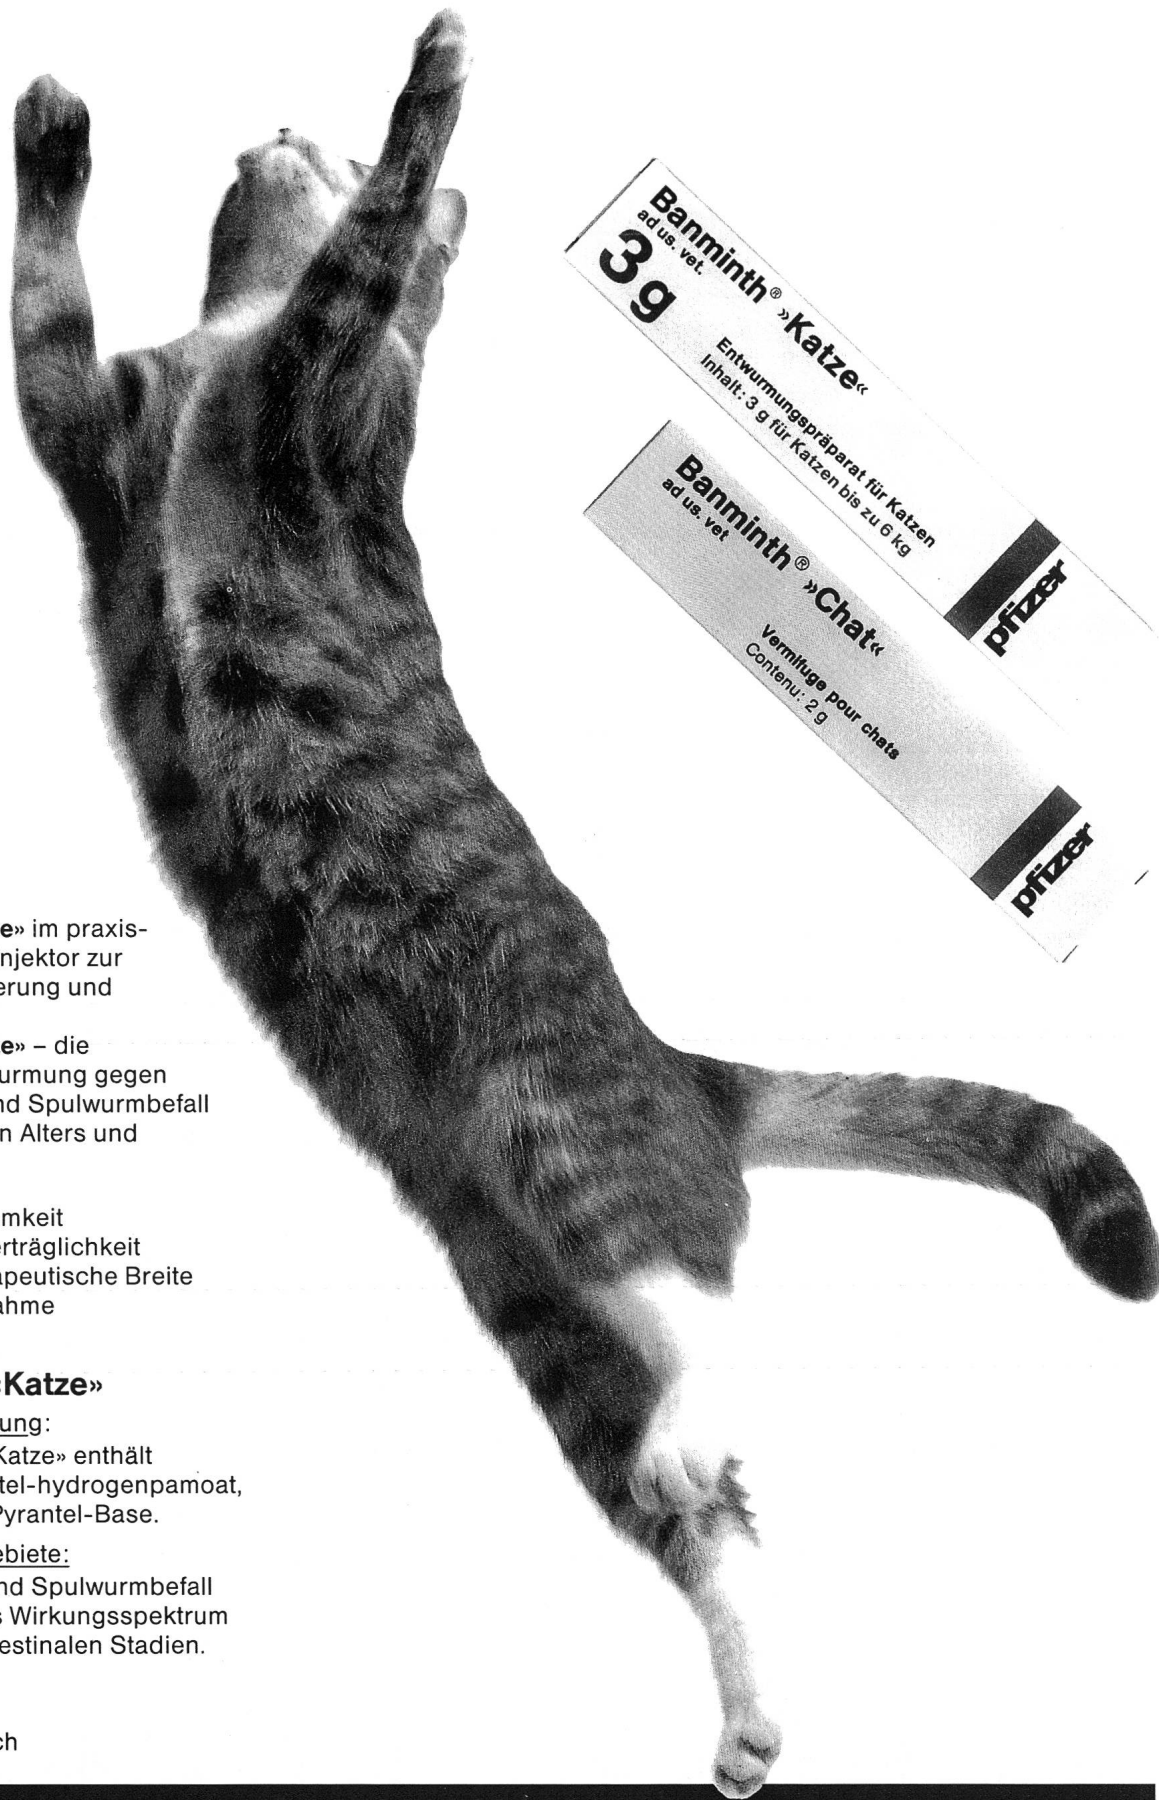 Banminth® »Katze«
ad us. vet.
3 g
Entwurmungspräparat für Katzen
Inhalt: 3 g für Katzen bis zu 6 kg
pfizer
Banminth® »Chat«
ad us. vet
Vermifuge pour chats
Contenu: 2 g
pfizer
e» im praxis-
njektor zur
erung und
e» – die
urmung gegen
nd Spulwurmbefall
n Alters und
mkeit
erträglichkeit
apeutische Breite
ahme
Katze»
ung:
Katze» enthält
tel-hydrogenpamoat,
Pyrantel-Base.
ebiete:
nd Spulwurmbefall
s Wirkungsspektrum
estinalen Stadien.
ch